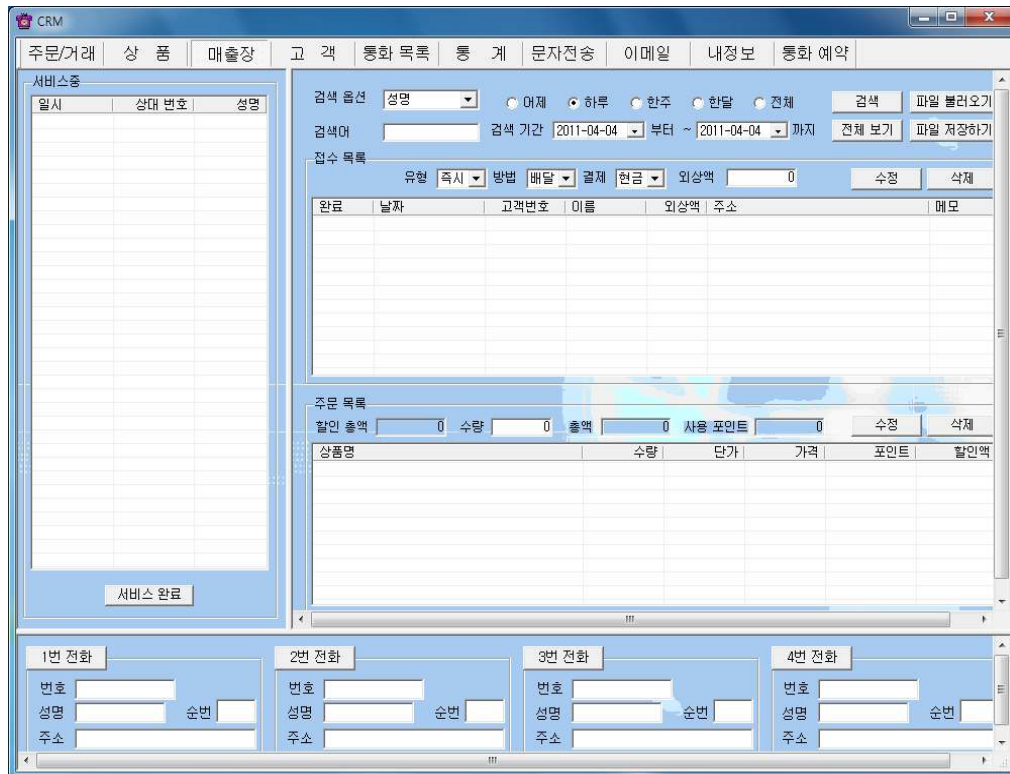 CRM
주문/거래 상 품 매출장 고 객 통화 목록 통 계 문자전송 이메일 내정보 통화 예약
서비스중
일시 상대 번호 성명
서비스 완료
검색 옵션 성명 어제 하루 한주 한달 전체 검색 파일 불러오기
검색어 검색 기간 2011-04-04 부터 ~ 2011-04-04 까지 전체 보기 파일 저장하기
접수 목록
유형 즉시 방법 배달 결제 현금 외상액 0 수정 삭제
완료 날짜 고객번호 이름 외상액 주소 메모
주문 목록
할인 총액 0 수량 0 총액 0 사용 포인트 0 수정 삭제
상품명 수량 단가 가격 포인트 할인액
1번 전화 2번 전화 3번 전화 4번 전화
번호 번호 번호 번호
성명 순번 성명 순번 성명 순번 성명 순번
주소 주소 주소 주소